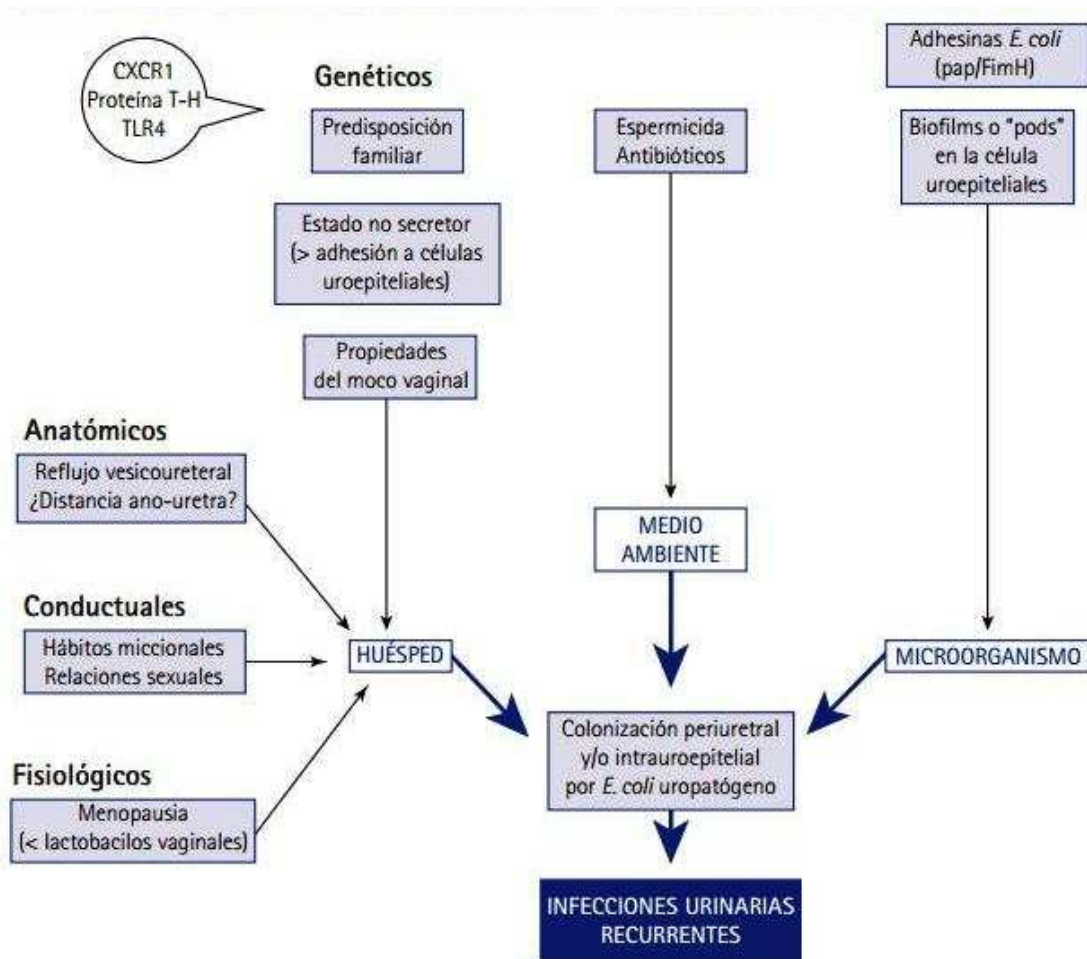 CXCR1
Proteína T-H
TLR4
Genéticos
Predisposición
familiar
Estado no secretor
(> adhesión a células
uroepiteliales)
Propiedades
del moco vaginal
Espermicida
Antibióticos
Adhesinas E. coli
(pap/FimH)
Biofilms o "pods"
en la célula
uroepiteliales
Anatómicos
Reflujo vesicoureteral
¿Distancia ano-uretra?
Conductuales
Hábitos miccionales
Relaciones sexuales
Fisiológicos
Menopausia
(< lactobacilos vaginales)
HUÉSPED
MEDIO
AMBIENTE
MICROORGANISMO
Colonización periuretral
y/o intrauroepitelial
por E. coli uropatógeno
INFECCIONES URINARIAS
RECURRENTES